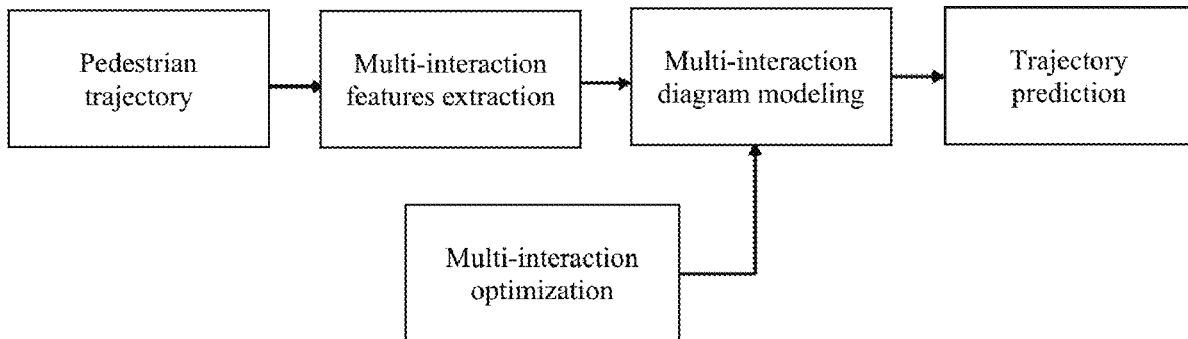 Pedestrian
trajectory
Multi-interaction
features extraction
Multi-interaction
diagram modeling
Trajectory
prediction
Multi-interaction
optimization